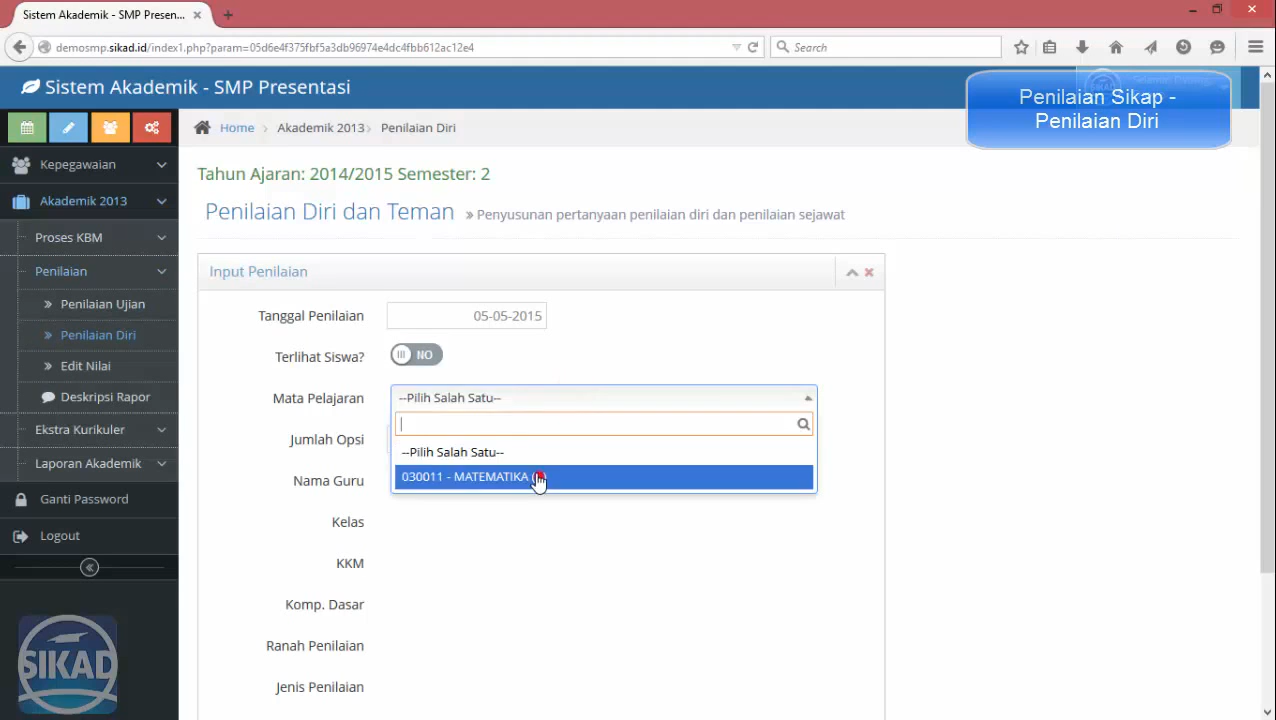 Sistem Akademik - SMP Presen...
demosmp.sikad.id/index1.php?param=05d6e4f375fbf5a3db96974e4dc4fbb612ac12e4
Search
Sistem Akademik - SMP Presentasi
Penilaian Sikap -
Penilaian Diri
Home
Akademik 2013
Penilaian Diri
Kepegawaian
Akademik 2013
Proses KBM
Penilaian
Penilaian Ujian
Penilaian Diri
Edit Nilai
Deskripsi Rapor
Ekstra Kurikuler
Laporan Akademik
Ganti Password
Logout
SIKAD
Tahun Ajaran: 2014/2015 Semester: 2
Penilaian Diri dan Teman » Penyusunan pertanyaan penilaian diri dan penilaian sejawat
Input Penilaian
Tanggal Penilaian 05-05-2015
Terlihat Siswa? NO
Mata Pelajaran --Pilih Salah Satu--
--Pilih Salah Satu--
030011 - MATEMATIKA
Jumlah Opsi
Nama Guru
Kelas
KKM
Komp. Dasar
Ranah Penilaian
Jenis Penilaian